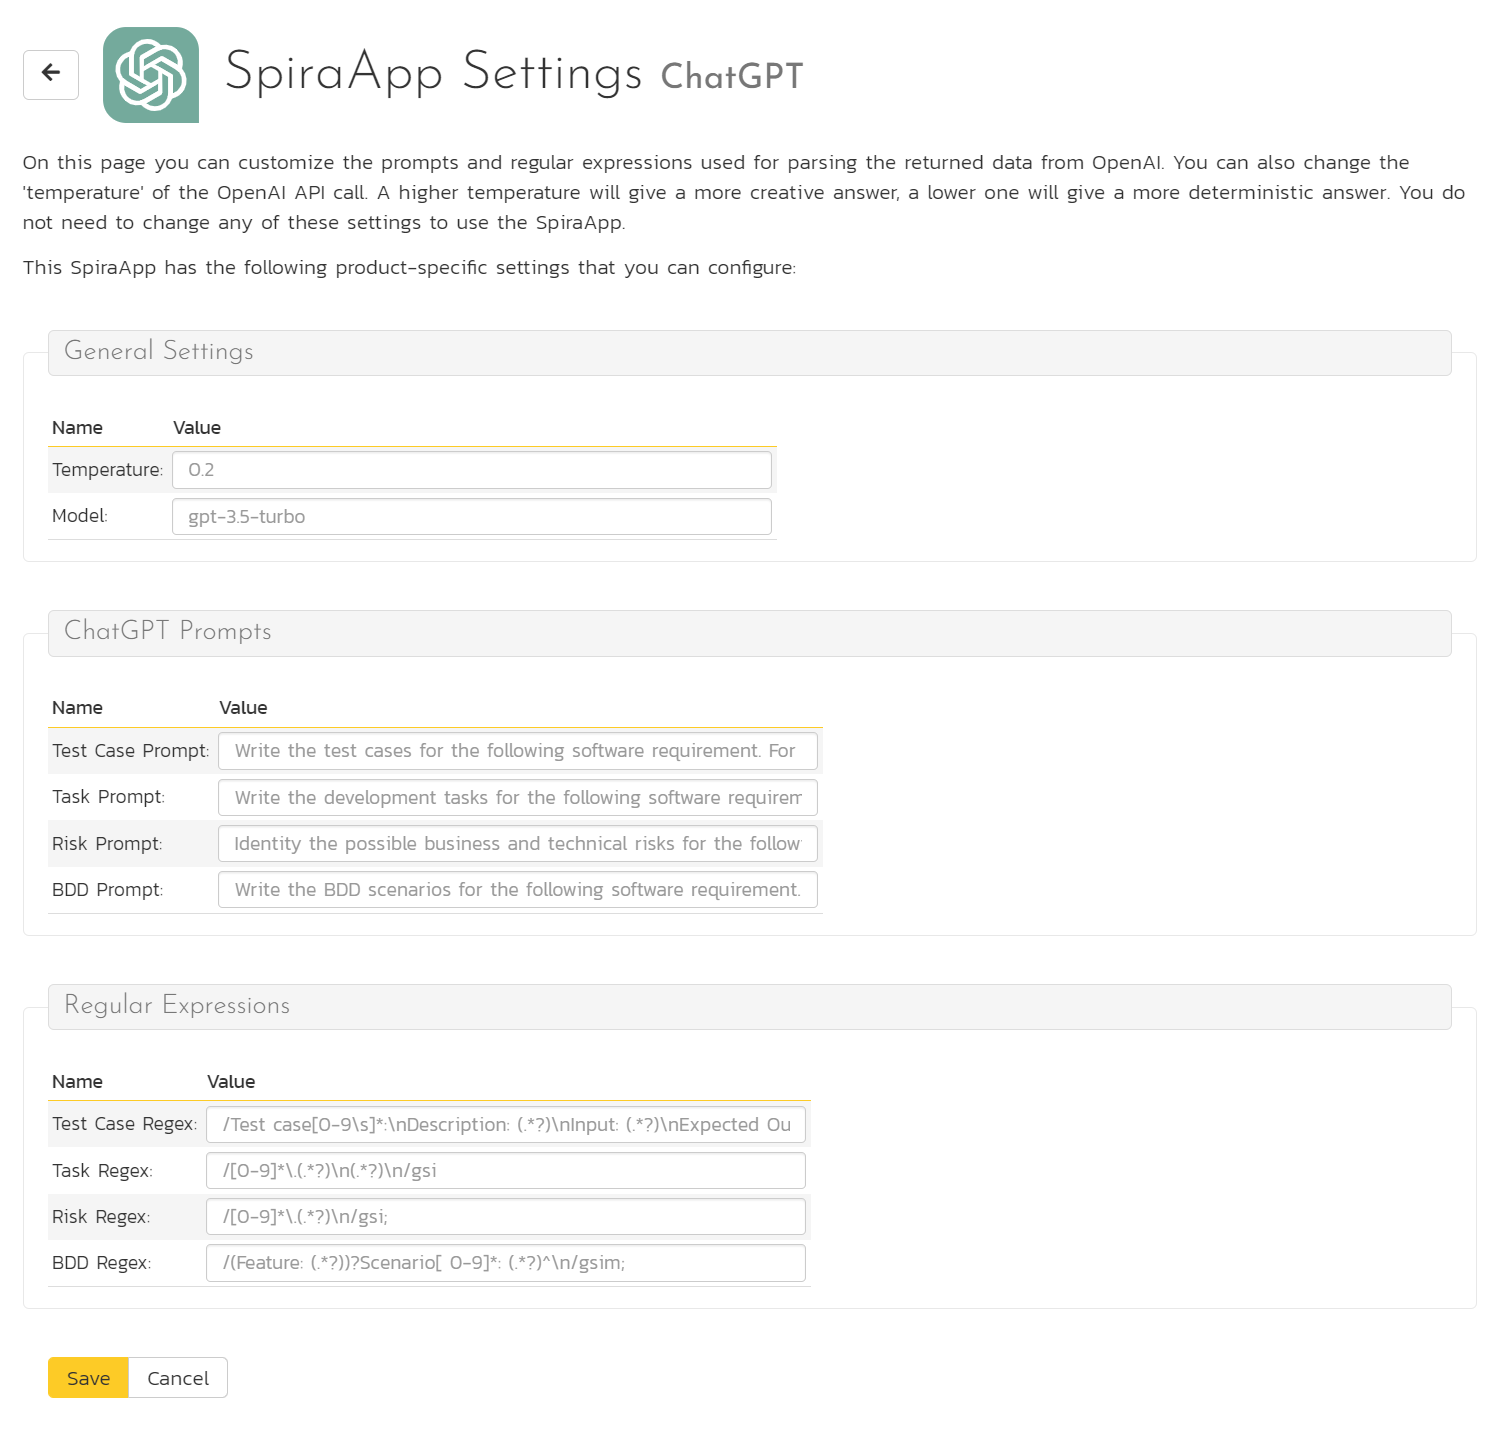 SpiraApp Settings ChatGPT
On this page you can customize the prompts and regular expressions used for parsing the returned data from OpenAI. You can also change the
'temperature' of the OpenAI API call. A higher temperature will give a more creative answer, a lower one will give a more deterministic answer. You do
not need to change any of these settings to use the SpiraApp.
This SpiraApp has the following product-specific settings that you can configure:
General Settings
Name Value
Temperature: 0.2
Model: gpt-3.5-turbo
ChatGPT Prompts
Name Value
Test Case Prompt: Write the test cases for the following software requirement. For
Task Prompt: Write the development tasks for the following software requirem
Risk Prompt: Identity the possible business and technical risks for the follow
BDD Prompt: Write the BDD scenarios for the following software requirement.
Regular Expressions
Name Value
Test Case Regex: /Test case[0-9\s]*:\nDescription: (.*?)\nInput: (.*?)\nExpected Ou
Task Regex: /[0-9]*\.(.*?)\n(.*?)\n/gsi
Risk Regex: /[0-9]*\.(.*?)\n/gsi;
BDD Regex: /(Feature: (.*?))?Scenario[ 0-9]*: (.*?)^\n/gsim;
Save Cancel